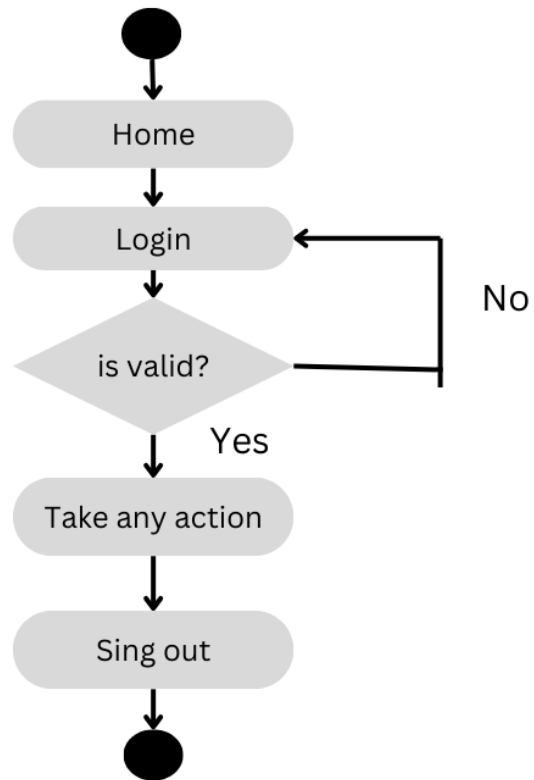 Home
Login
No
is valid?
Yes
Take any action
Sing out